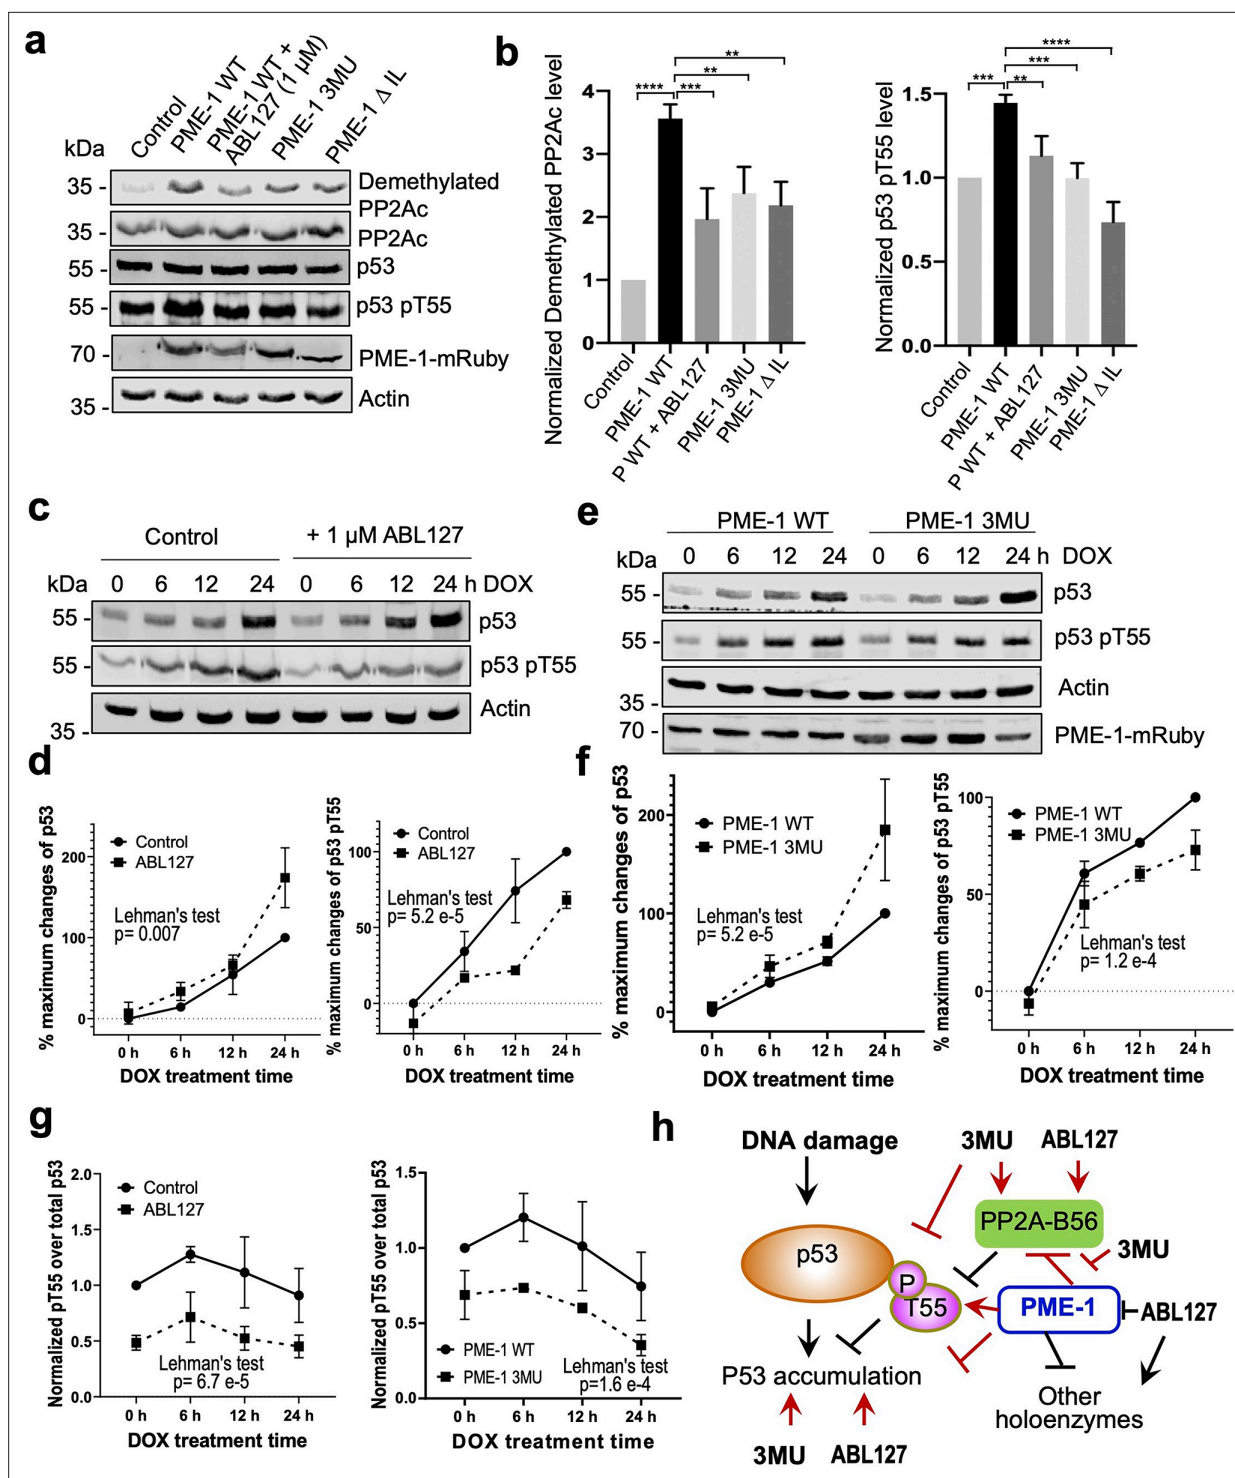 a
kDa
Control
PME-1 WT
PME-1 WT +
ABL127 (1 µM)
PME-1 3MU
PME-1 Δ IL
35 -
Demethylated
PP2Ac
35 -
PP2Ac
55 -
p53
55 -
p53 pT55
70 -
PME-1-mRuby
35 -
Actin
b
Normalized Demethylated PP2Ac level
4
3
2
1
0
**
**
**** ***
Control
PME-1 WT
P WT + ABL127
PME-1 3MU
PME-1 Δ IL
Normalized p53 pT55 level
1.5
1.0
0.5
0.0
****
***
*** **
Control
PME-1 WT
P WT + ABL127
PME-1 3MU
PME-1 Δ IL
c
Control
+ 1 µM ABL127
kDa 0 6 12 24 0 6 12 24 h DOX
55 -
p53
55 -
p53 pT55
35 -
Actin
e
PME-1 WT
PME-1 3MU
kDa 0 6 12 24 0 6 12 24 h DOX
55 -
p53
55 -
p53 pT55
35 -
Actin
70 -
PME-1-mRuby
d
% maximum changes of p53
200
100
0
Control
ABL127
Lehman's test
p= 0.007
0 h 6 h 12 h 24 h
DOX treatment time
% maximum changes of p53 pT55
100
50
0
Control
ABL127
Lehman's test
p= 5.2 e-5
0 h 6 h 12 h 24 h
DOX treatment time
f
% maximum changes of p53
200
100
0
PME-1 WT
PME-1 3MU
Lehman's test
p= 5.2 e-5
0 h 6 h 12 h 24 h
DOX treatment time
% maximum changes of p53 pT55
100
50
0
PME-1 WT
PME-1 3MU
Lehman's test
p= 1.2 e-4
0 h 6 h 12 h 24 h
DOX treatment time
g
Normalized pT55 over total p53
2.0
1.5
1.0
0.5
0.0
Control
ABL127
Lehman's test
p= 6.7 e-5
0 h 6 h 12 h 24 h
DOX treatment time
Normalized pT55 over total p53
1.5
1.0
0.5
0.0
PME-1 WT
PME-1 3MU
Lehman's test
p=1.6 e-4
0 h 6 h 12 h 24 h
DOX treatment time
h
DNA damage
3MU
ABL127
PP2A-B56
p53
3MU
P
T55
PME-1
ABL127
P53 accumulation
Other
holoenzymes
3MU
ABL127